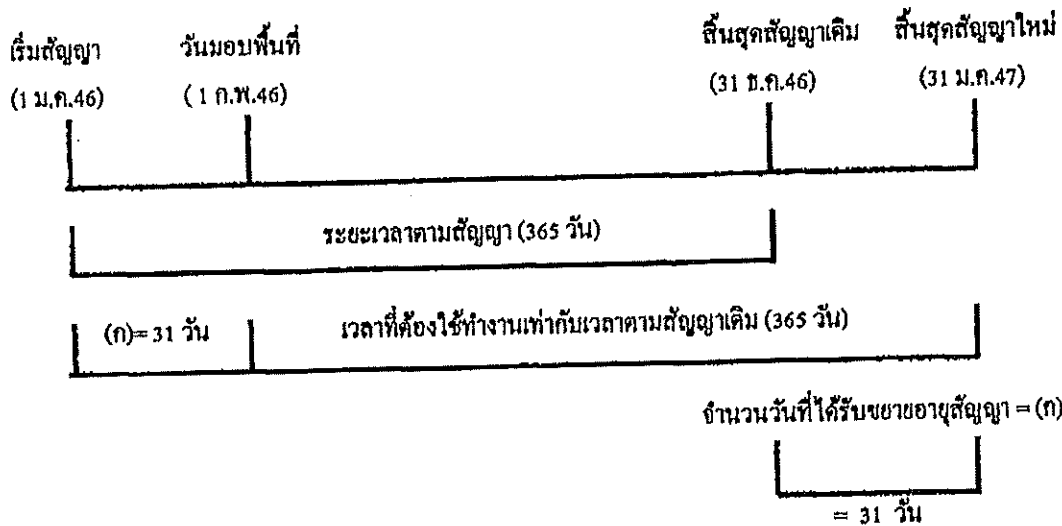 เริ่มสัญญา วันมอบพื้นที่ สิ้นสุดสัญญาเดิม สิ้นสุดสัญญาใหม่
(1 ม.ค.46) ( 1 ก.พ.46) (31 ธ.ค.46) (31 ม.ค.47)
ระยะเวลาตามสัญญา (365 วัน)
(ก)= 31 วัน เวลาที่ต้องใช้ทำงานเท่ากับเวลาตามสัญญาเดิม (365 วัน)
จำนวนวันที่ได้รับขยายอายุสัญญา = (ก)
= 31 วัน